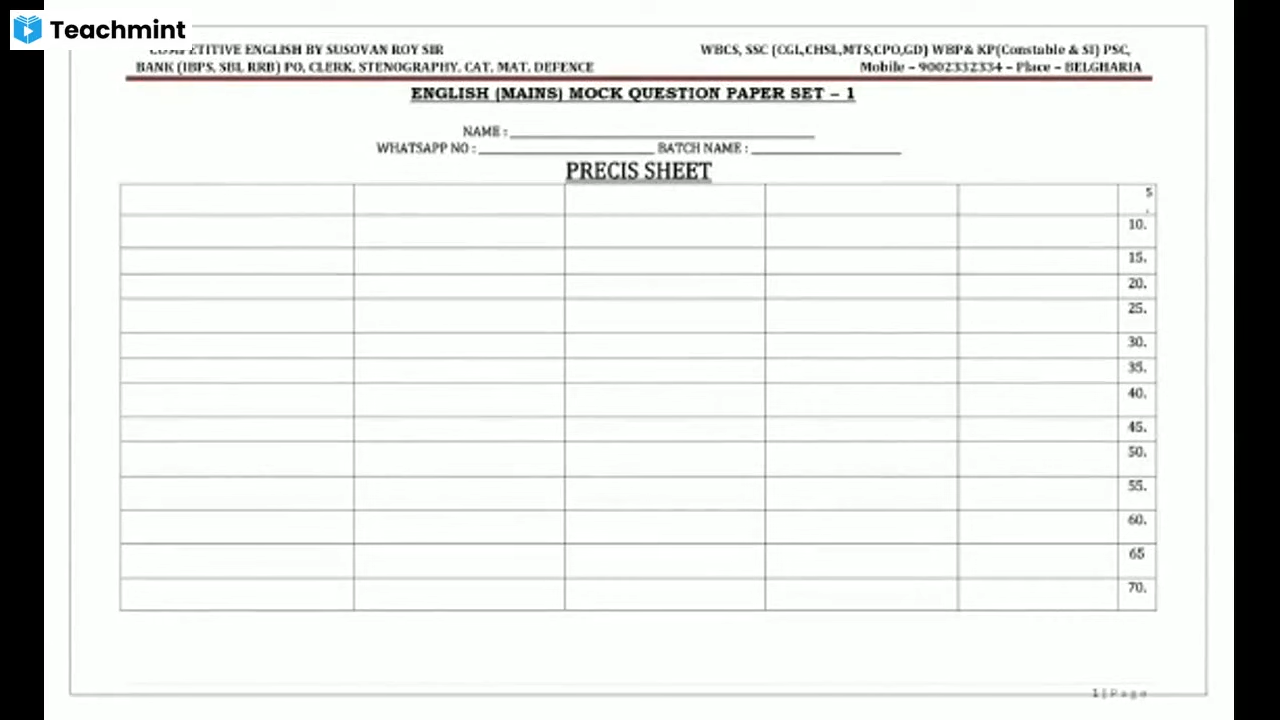 Teachmint
COMPETITIVE ENGLISH BY SUSOVAN ROY SIR WBCS, SSC (CGL,CHSL,MTS,CPO,GD) WBP& KP(Constable & SI) PSC,
BANK (IBPS, SBI, RRB) PO, CLERK, STENOGRAPHY, CAT, MAT, DEFENCE Mobile – 9002332334 – Place – BELGHARIA
ENGLISH (MAINS) MOCK QUESTION PAPER SET – 1
NAME :
WHATSAPP NO : BATCH NAME :
PRECIS SHEET
5
.
10.
15.
20.
25.
30.
35.
40.
45.
50.
55.
60.
65
70.
1 | Page